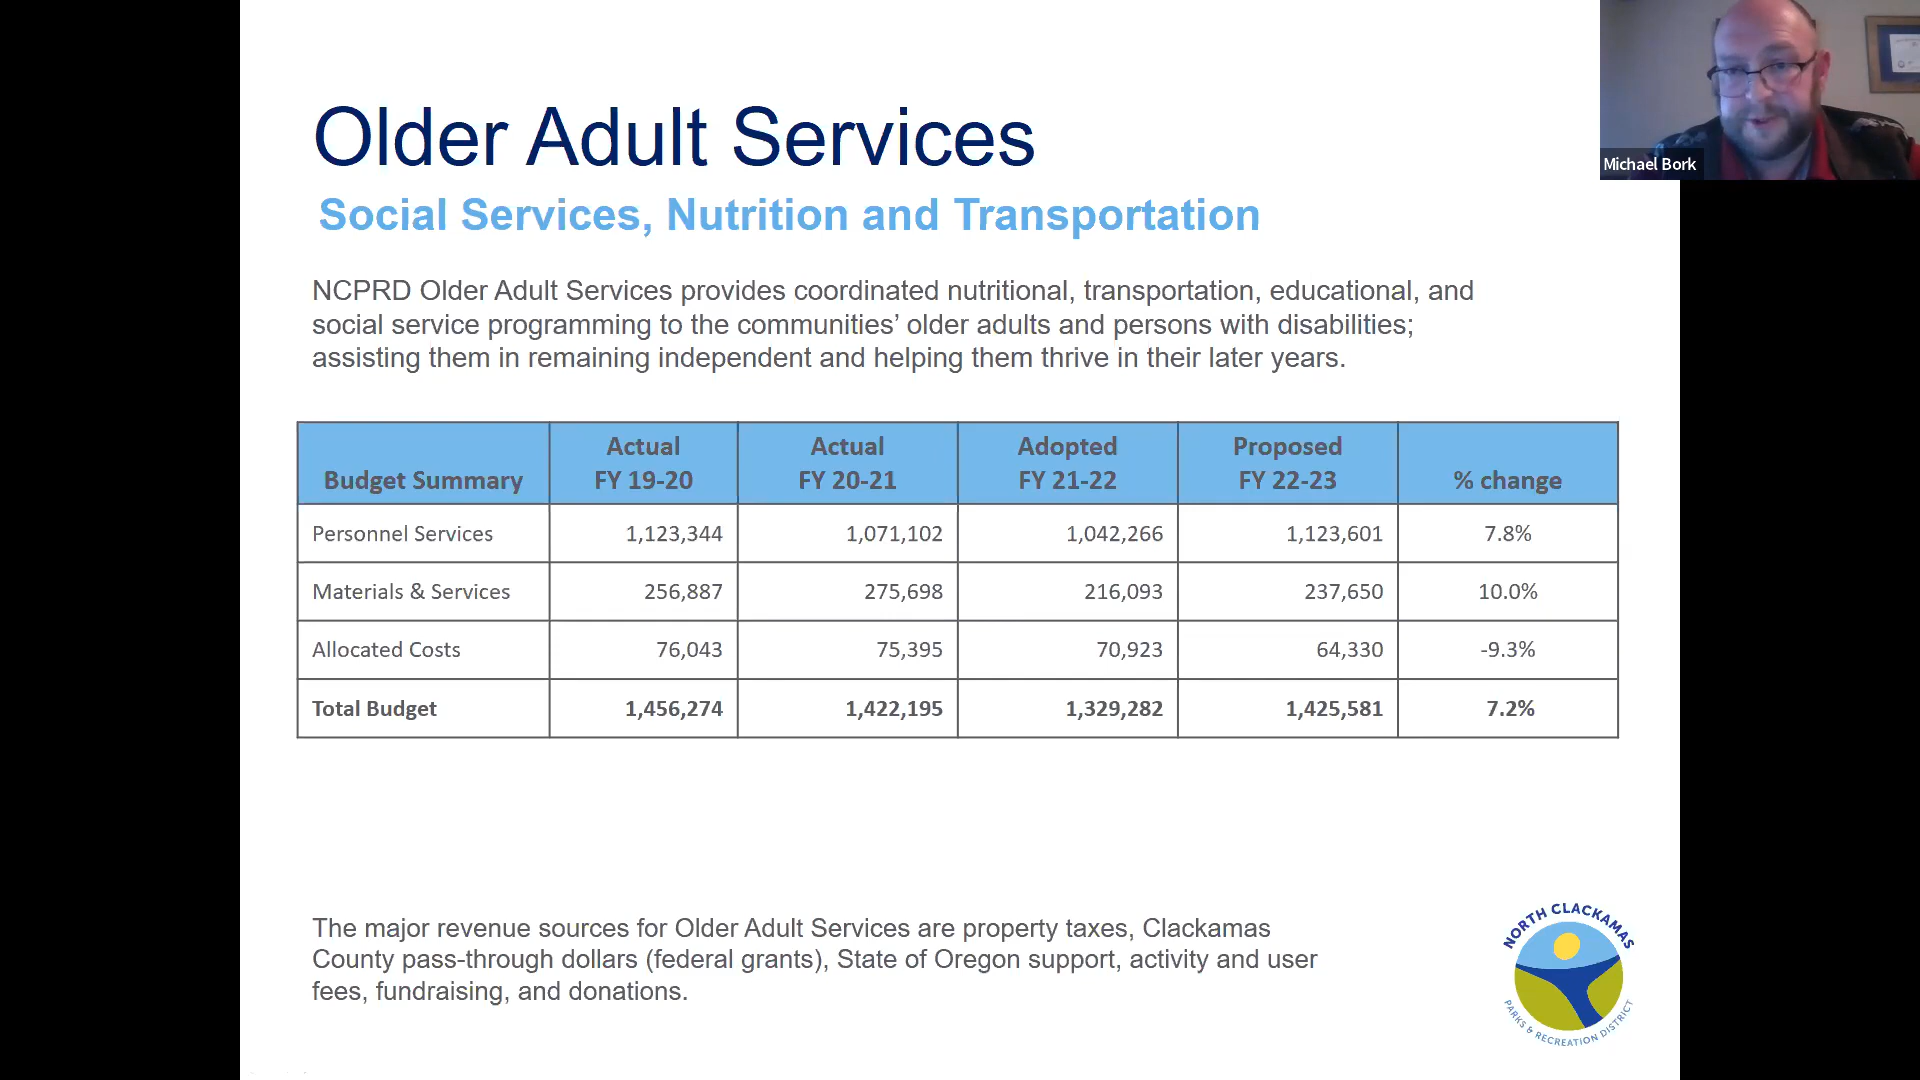 Older Adult Services
Social Services, Nutrition and Transportation
NCPRD Older Adult Services provides coordinated nutritional, transportation, educational, and
social service programming to the communities’ older adults and persons with disabilities;
assisting them in remaining independent and helping them thrive in their later years.
Budget Summary Actual FY 19-20 Actual FY 20-21 Adopted FY 21-22 Proposed FY 22-23 % change
Personnel Services 1,123,344 1,071,102 1,042,266 1,123,601 7.8%
Materials & Services 256,887 275,698 216,093 237,650 10.0%
Allocated Costs 76,043 75,395 70,923 64,330 -9.3%
Total Budget 1,456,274 1,422,195 1,329,282 1,425,581 7.2%
The major revenue sources for Older Adult Services are property taxes, Clackamas
County pass-through dollars (federal grants), State of Oregon support, activity and user
fees, fundraising, and donations.
NORTH CLACKAMAS
PARKS & RECREATION DISTRICT
Michael Bork